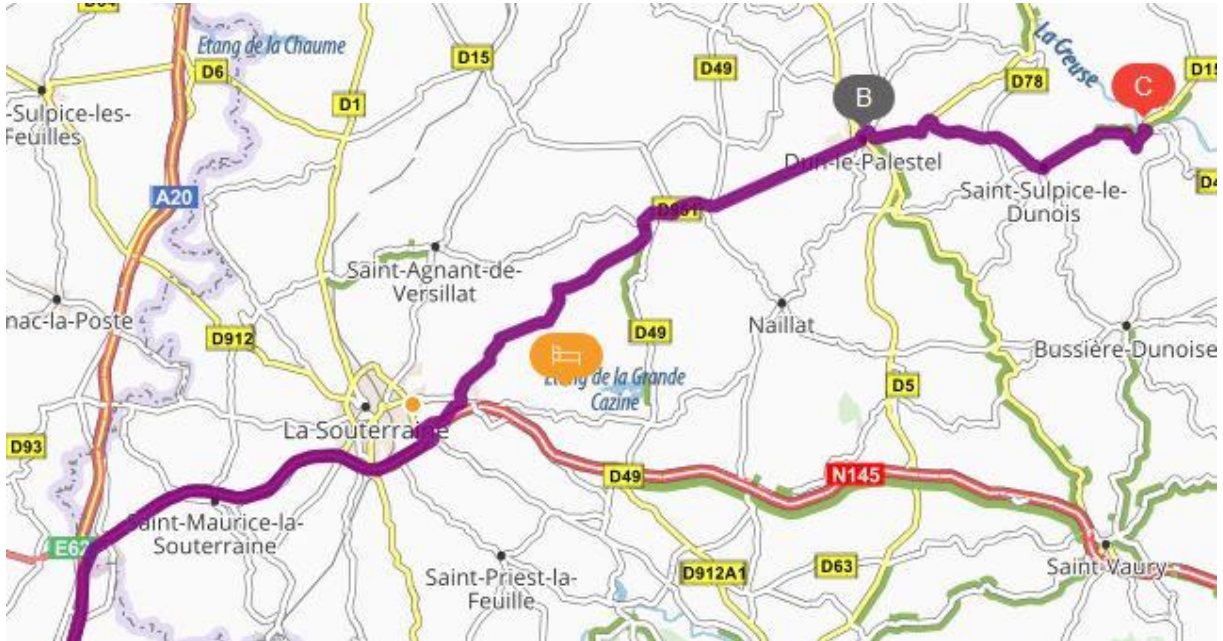 Etang de la Chaume
D15
D49
La Creuse
D15
D6
D78
C
D1
B
-Sulpice-les-
Feuilles
Dun-le-Palestel
A20
Saint-Sulpice-le-
Dunois
D951
Saint-Agnant-de-
Versillat
nac-la-Poste
D912
D49
Naillat
Bussière-Dunoise
Etang de la Grande
Cazine
D5
La Souterraine
D93
D49
N145
Saint-Maurice-la-
Souterraine
E62
Saint-Priest-la-
Feuille
D912A1
D63
Saint-Vaury